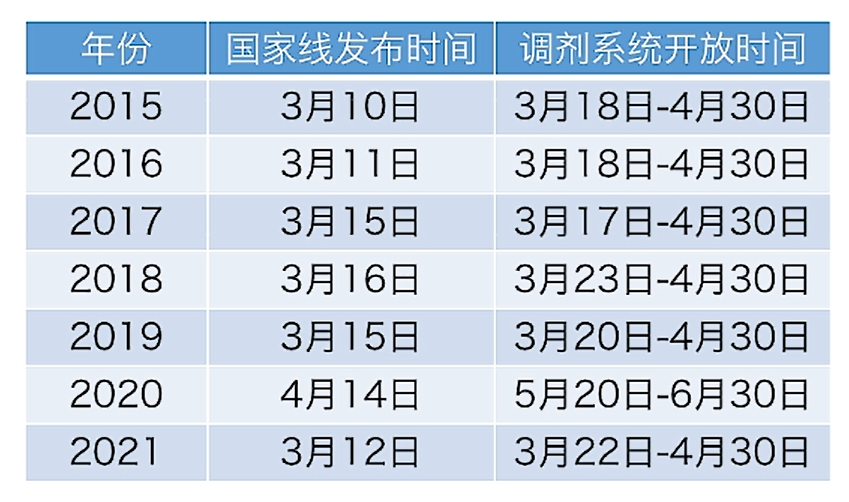 年份 国家线发布时间 调剂系统开放时间
2015 3月10日 3月18日-4月30日
2016 3月11日 3月18日-4月30日
2017 3月15日 3月17日-4月30日
2018 3月16日 3月23日-4月30日
2019 3月15日 3月20日-4月30日
2020 4月14日 5月20日-6月30日
2021 3月12日 3月22日-4月30日